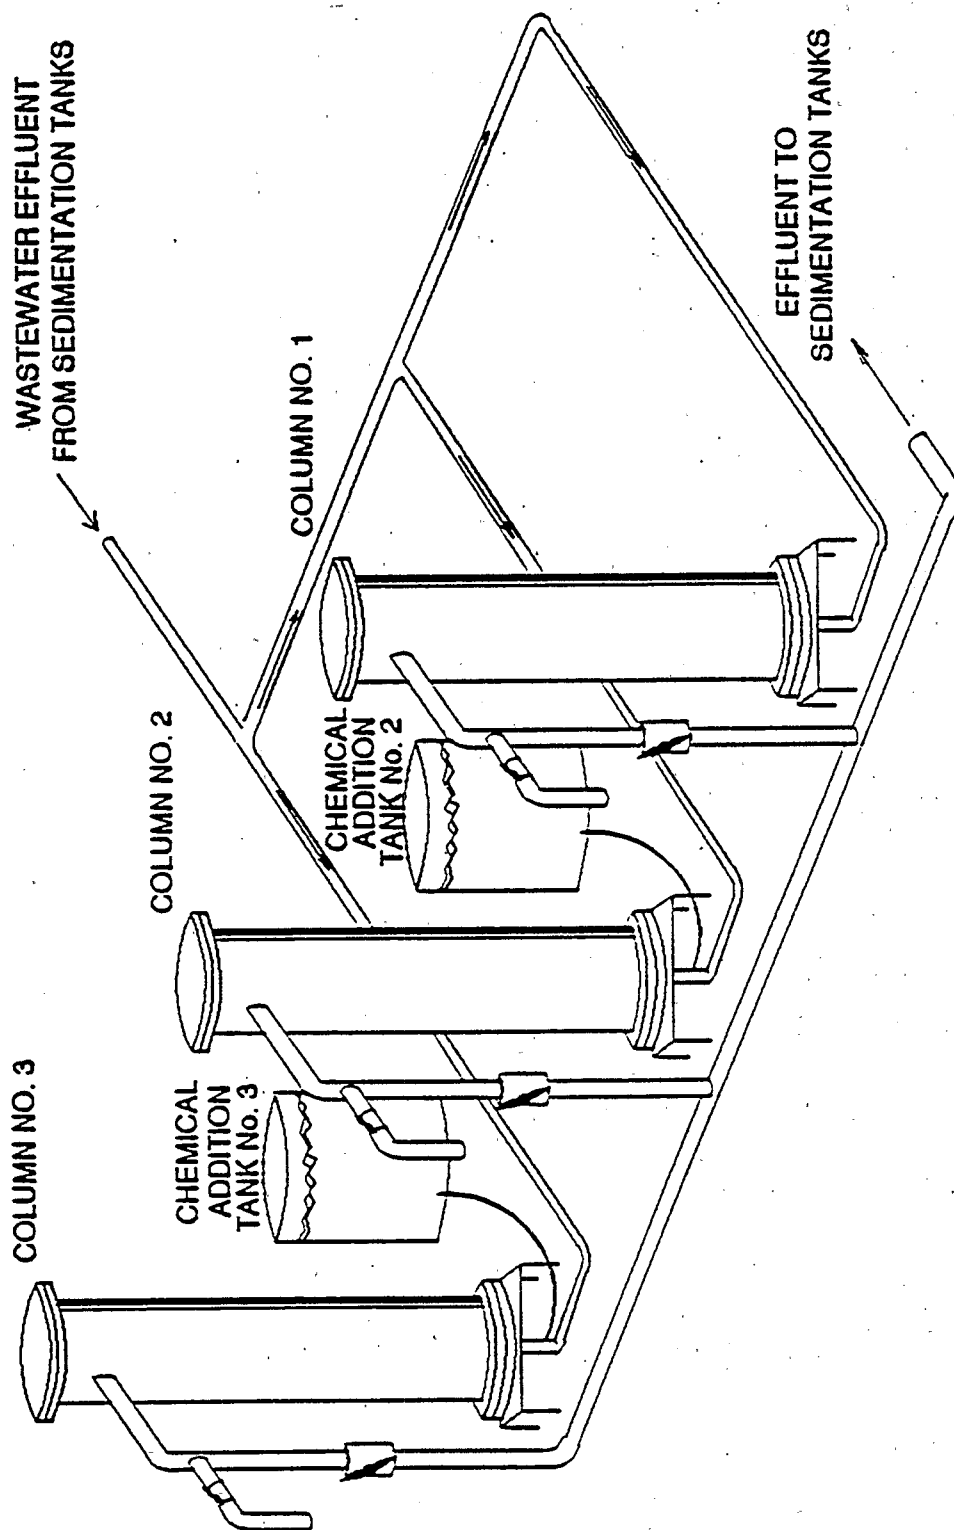 WASTEWATER EFFLUENT
FROM SEDIMENTATION TANKS
COLUMN NO. 1
COLUMN NO. 2
COLUMN NO. 3
CHEMICAL
ADDITION
TANK No. 2
CHEMICAL
ADDITION
TANK No. 3
EFFLUENT TO
SEDIMENTATION TANKS